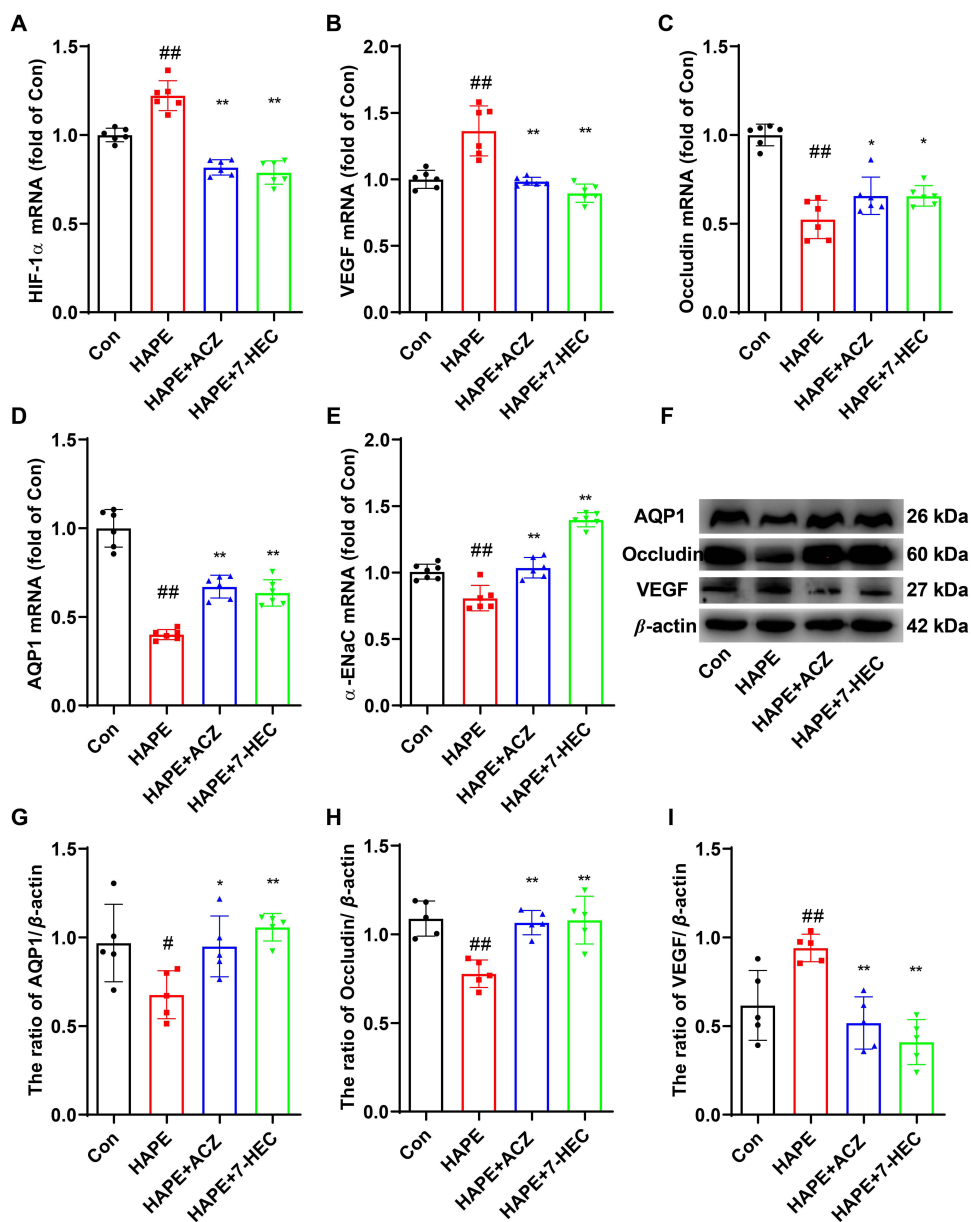 A
HIF-1α mRNA (fold of Con)
1.5
1.0
0.5
0.0
##
**
**
Con
HAPE
HAPE+ACZ
HAPE+7-HEC
B
VEGF mRNA (fold of Con)
2.0
1.5
1.0
0.5
0.0
##
**
**
Con
HAPE
HAPE+ACZ
HAPE+7-HEC
C
Occludin mRNA (fold of Con)
1.5
1.0
0.5
0.0
##
*
*
Con
HAPE
HAPE+ACZ
HAPE+7-HEC
D
AQP1 mRNA (fold of Con)
1.5
1.0
0.5
0.0
##
**
**
Con
HAPE
HAPE+ACZ
HAPE+7-HEC
E
α-ENaC mRNA (fold of Con)
2.0
1.5
1.0
0.5
0.0
##
**
**
Con
HAPE
HAPE+ACZ
HAPE+7-HEC
F
AQP1 26 kDa
Occludin 60 kDa
VEGF 27 kDa
β-actin 42 kDa
Con
HAPE
HAPE+ACZ
HAPE+7-HEC
G
The ratio of AQP1/β-actin
1.5
1.0
0.5
0.0
#
*
**
Con
HAPE
HAPE+ACZ
HAPE+7-HEC
H
The ratio of Occludin/β-actin
1.5
1.0
0.5
0.0
##
**
**
Con
HAPE
HAPE+ACZ
HAPE+7-HEC
I
The ratio of VEGF/β-actin
1.5
1.0
0.5
0.0
##
**
**
Con
HAPE
HAPE+ACZ
HAPE+7-HEC